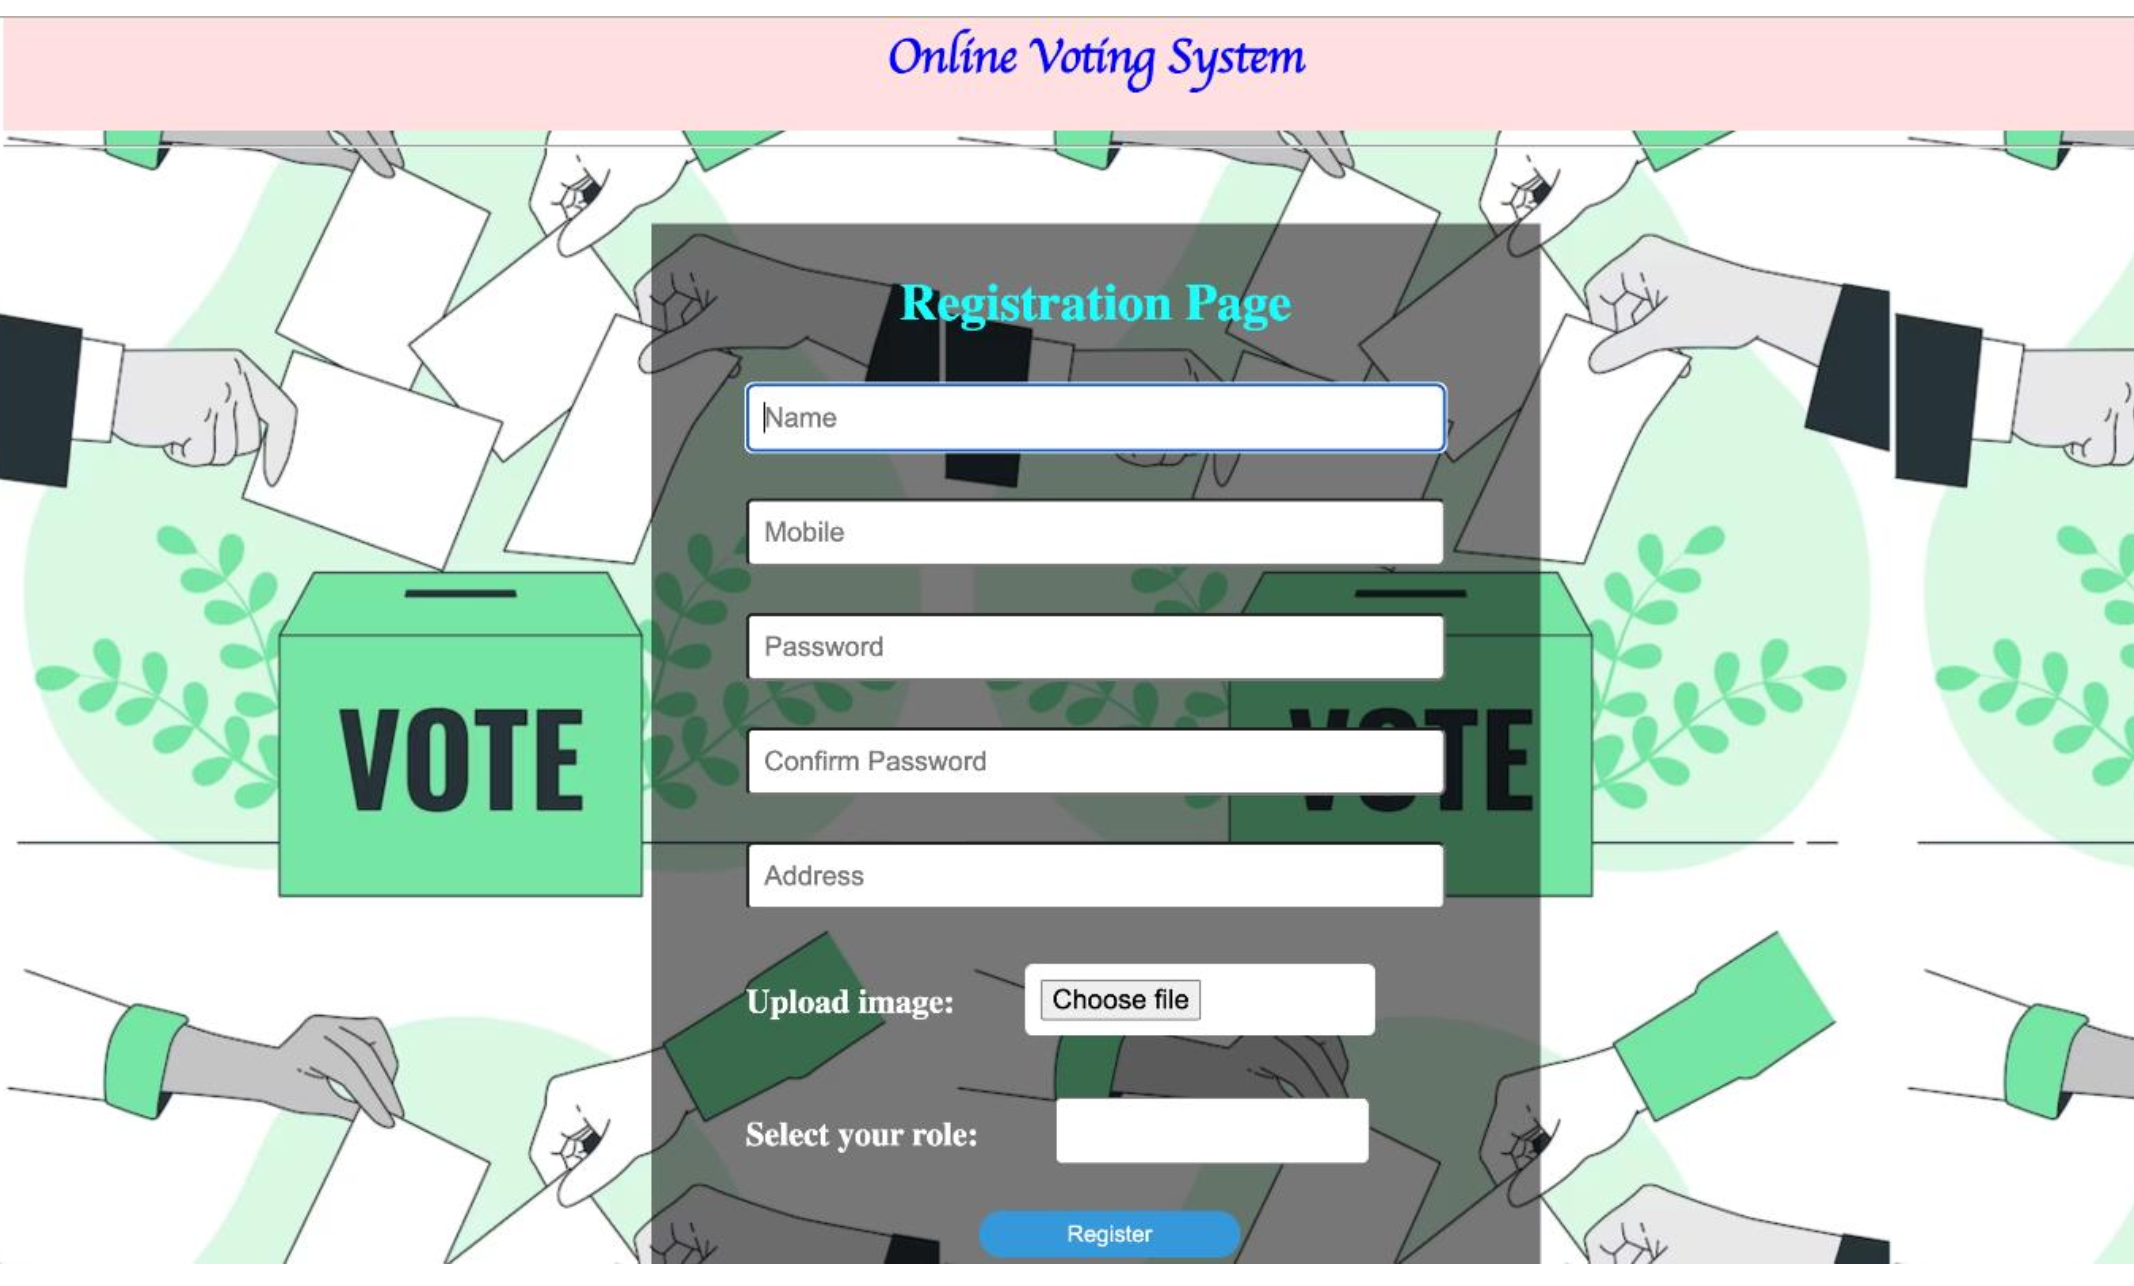 Online Voting System
Registration Page
Name
Mobile
Password
Confirm Password
Address
Upload image: Choose file
Select your role:
Register
VOTE
VOTE